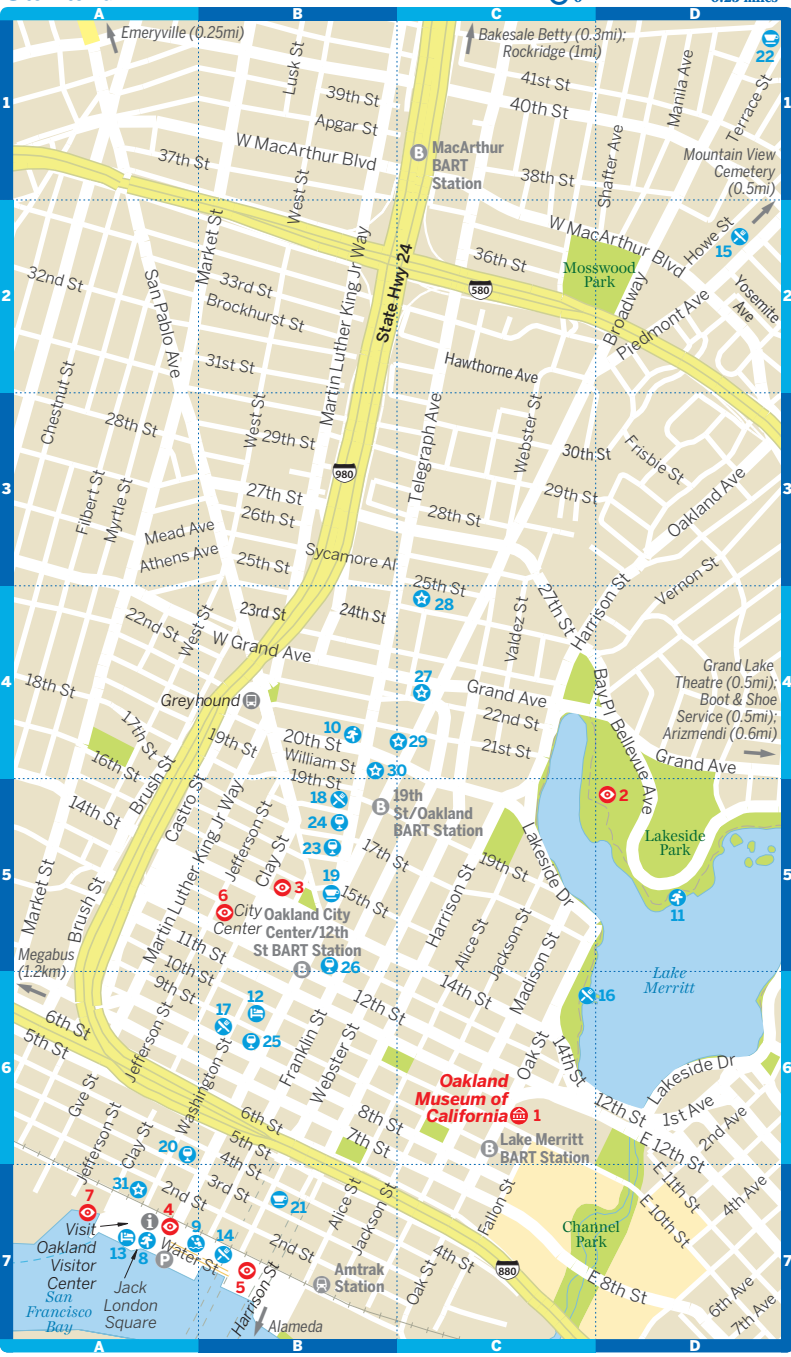 0.25 miles
A
B
C
D
Emeryville (0.25mi)
Bakesale Betty (0.3mi);
Rockridge (1mi)
22
Lusk St
41st St
40th St
Manila Ave
Terrace St
1
1
39th St
Apgar St
W MacArthur Blvd
37th St
B
MacArthur
BART
Station
38th St
Shafter Ave
Mountain View
Cemetery
(0.5mi)
West St
Market St
W MacArthur Blvd
Howe St
15
36th St
Mosswood
Park
32nd St
San Pablo Ave
33rd St
Brockhurst St
Martin Luther King Jr Way
State Hwy 24
580
Broadway
Piedmont Ave
Yosemite
Ave
2
2
31st St
Hawthorne Ave
Chestnut St
28th St
West St
29th St
Telegraph Ave
Webster St
30th St
Frisbie St
980
27th St
26th St
28th St
29th St
Oakland Ave
3
3
Filbert St
Myrtle St
Mead Ave
Athens Ave
25th St
Sycamore Al
Vernon St
25th St
28
27th St
Harrison St
22nd St
West St
23rd St
24th St
Valdez St
W Grand Ave
27
Grand Ave
22nd St
21st St
Bay Pl
Bellevue Ave
Grand Lake
Theatre (0.5mi);
Boot & Shoe
Service (0.5mi);
Arizmendi (0.6mi)
Grand Ave
4
4
18th St
Greyhound
17th St
16th St
Brush St
19th St
10
20th St
William St
19th St
29
30
14th St
Castro St
Martin Luther King Jr Way
Jefferson St
Clay St
18
24
23
B
19th
St/Oakland
BART Station
17th St
19th St
Lakeside Dr
2
Lakeside
Park
5
5
Market St
Brush St
6
City
Center
3
19
15th St
Oakland City
Center/12th
St BART Station
B
26
Harrison St
Alice St
Jackson St
Madison St
11
Lake
Merritt
Megabus
(1.2km)
11th St
10th St
9th St
12th St
14th St
16
12
17
25
6th St
5th St
Jefferson St
Washington St
Franklin St
Webster St
Oak St
14th St
Lakeside Dr
6
6
Gve St
Jefferson St
Clay St
6th St
5th St
4th St
3rd St
8th St
7th St
Oakland
Museum of
California
1
B
Lake Merritt
BART Station
12th St
1st Ave
2nd Ave
E 12th St
E 11th St
E 10th St
4th Ave
20
31
2nd St
7
4
i
Visit
Oakland
Visitor
Center
13
8
9
14
P
Water St
5
21
2nd St
Alice St
Jackson St
Fallon St
Channel
Park
7
7
4th St
880
E 8th St
Oak St
6th Ave
7th Ave
San
Francisco
Bay
Jack
London
Square
Harrison St
Amtrak
Station
Alameda
A
B
C
D